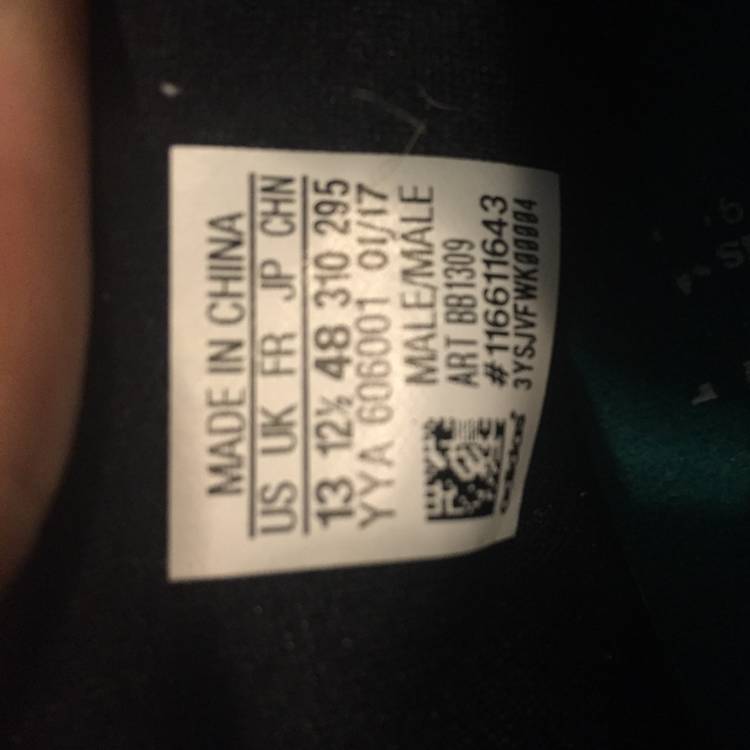 MADE IN CHINA
US UK FR JP CHN
13 12½ 48 310 295
YYA 606001 01/17
MALE/MALE
ART BB1309
#116611643
adidas
3YSJVFWK00004